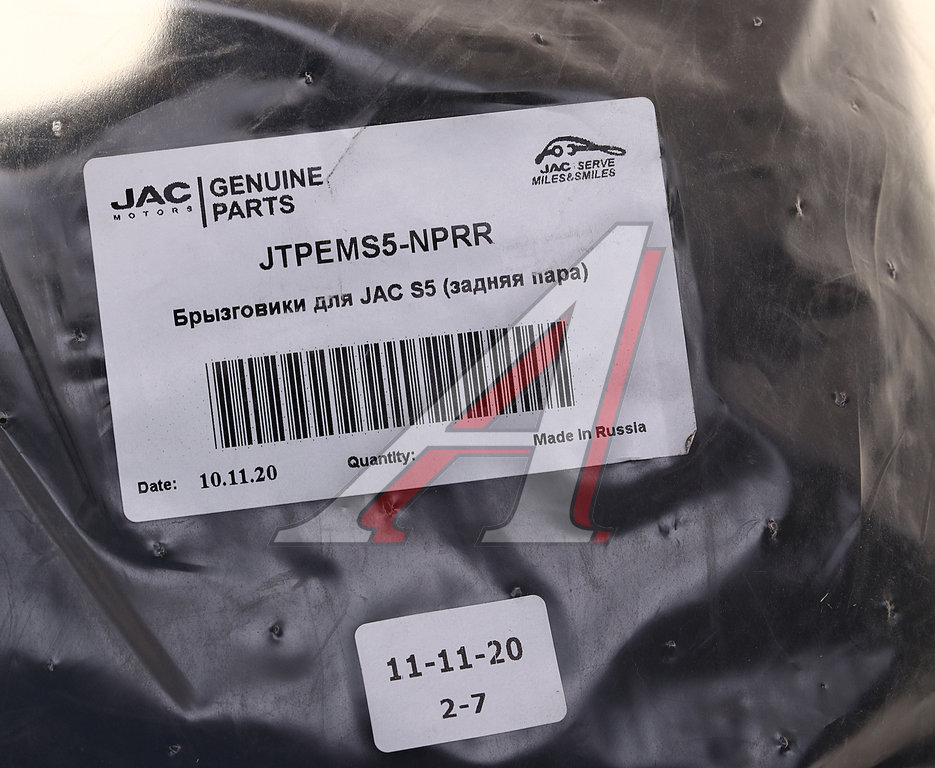 JAC
MOTORS
GENUINE
PARTS
JAC SERVE
MILES&SMILES
JTPEMS5-NPRR
Брызговики для JAC S5 (задняя пара)
Date: 10.11.20
Quantity:
Made in Russia
11-11-20
2-7